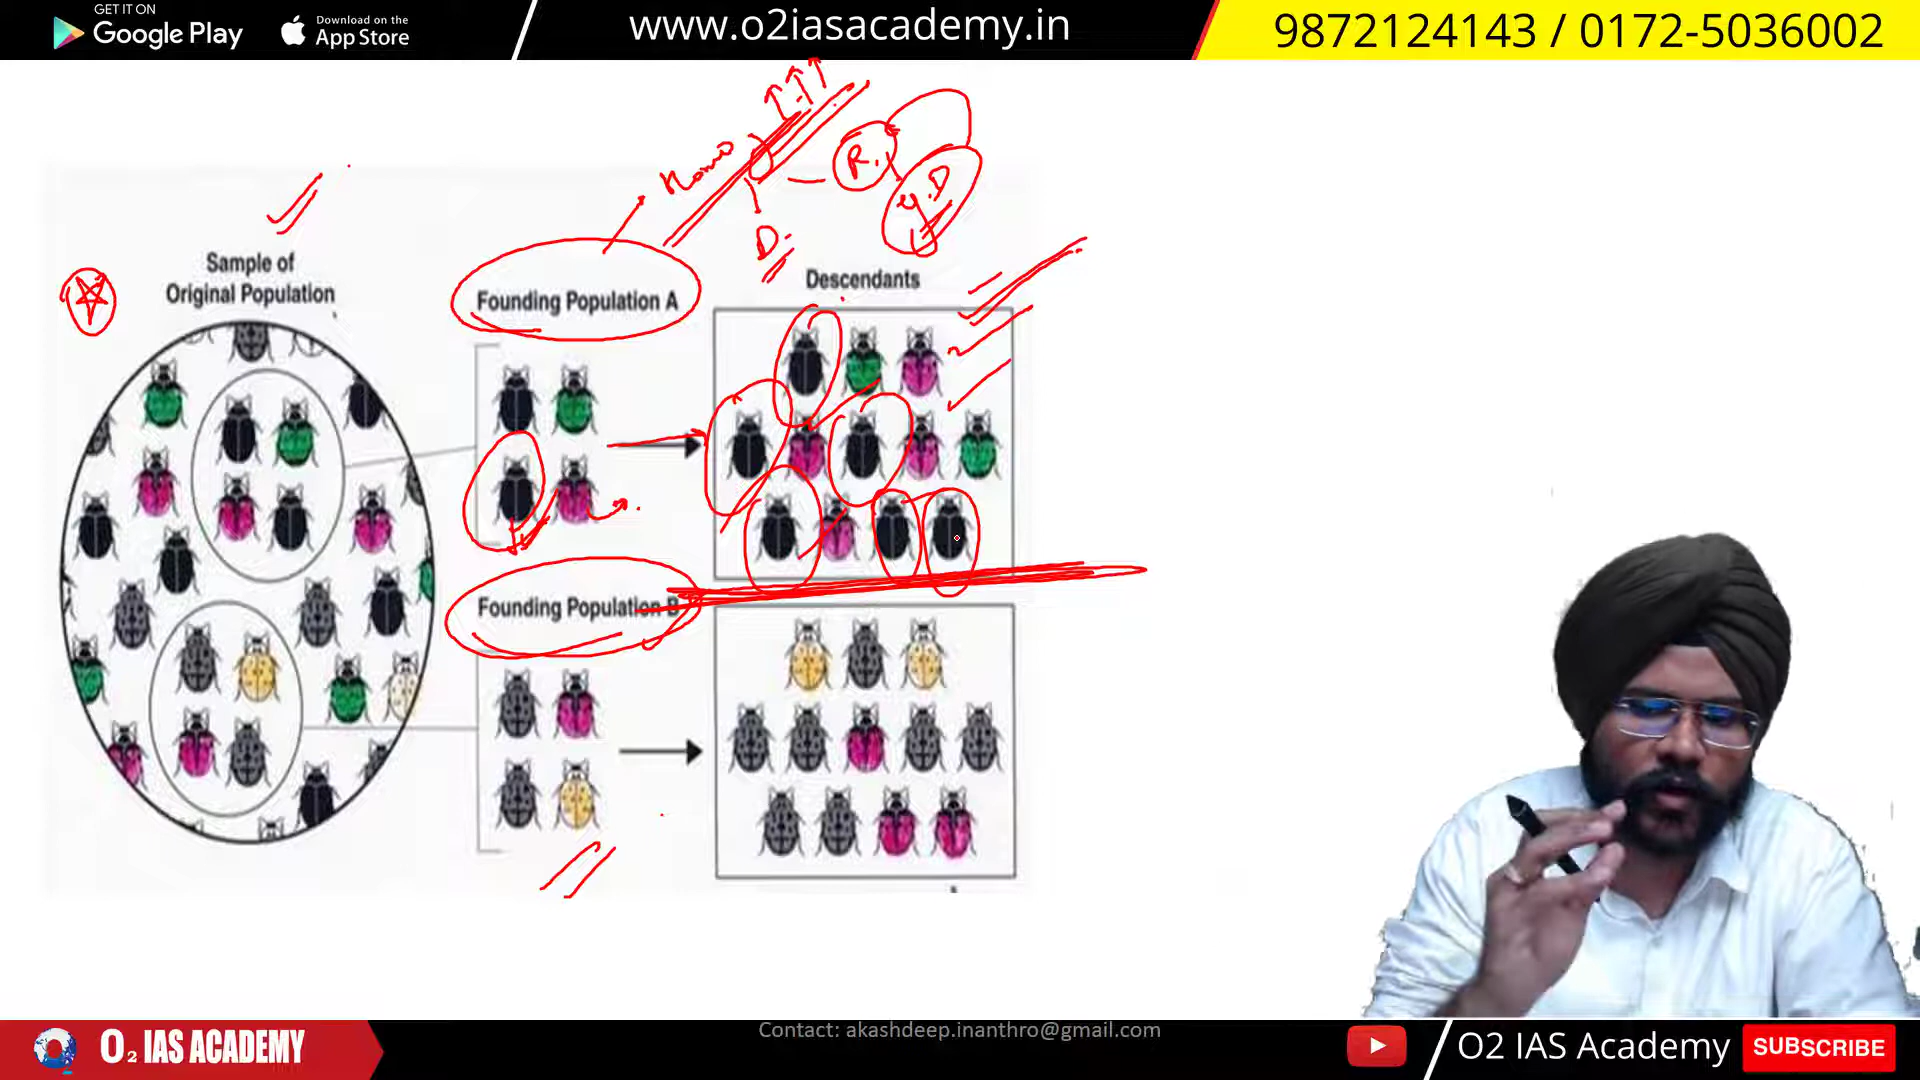 GET IT ON
Google Play
Download on the
App Store
www.o2iasacademy.in
9872124143 / 0172-5036002
Homo
R.
G.D
D.
Sample of
Original Population
Founding Population A
Descendants
Founding Population B
O2 IAS ACADEMY
Contact: akashdeep.inanthro@gmail.com
O2 IAS Academy
SUBSCRIBE